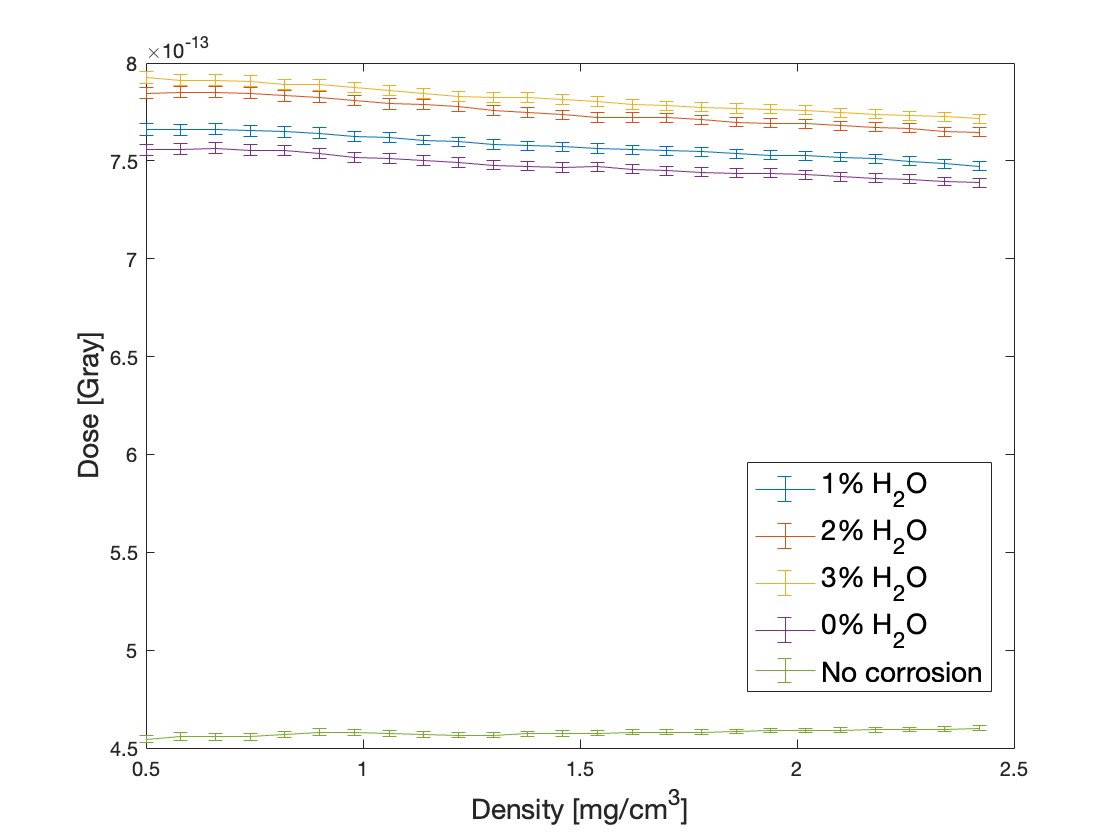 ×10⁻¹³
8
7.5
7
6.5
6
5.5
5
4.5
Dose [Gray]
0.5 1 1.5 2 2.5
Density [mg/cm³]
1% H₂O
2% H₂O
3% H₂O
0% H₂O
No corrosion